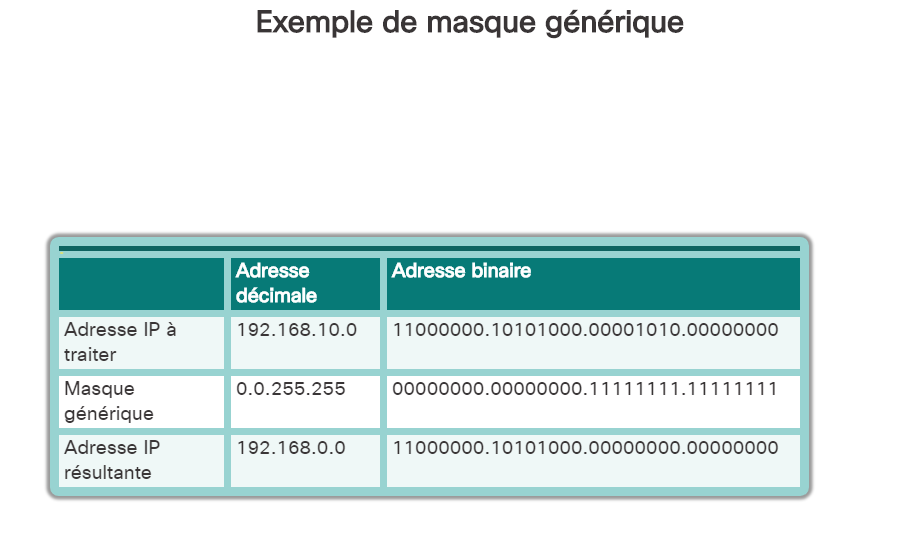 Exemple de masque générique
Adresse
décimale
Adresse binaire
Adresse IP à
traiter
192.168.10.0
11000000.10101000.00001010.00000000
Masque
générique
0.0.255.255
00000000.00000000.11111111.11111111
Adresse IP
résultante
192.168.0.0
11000000.10101000.00000000.00000000